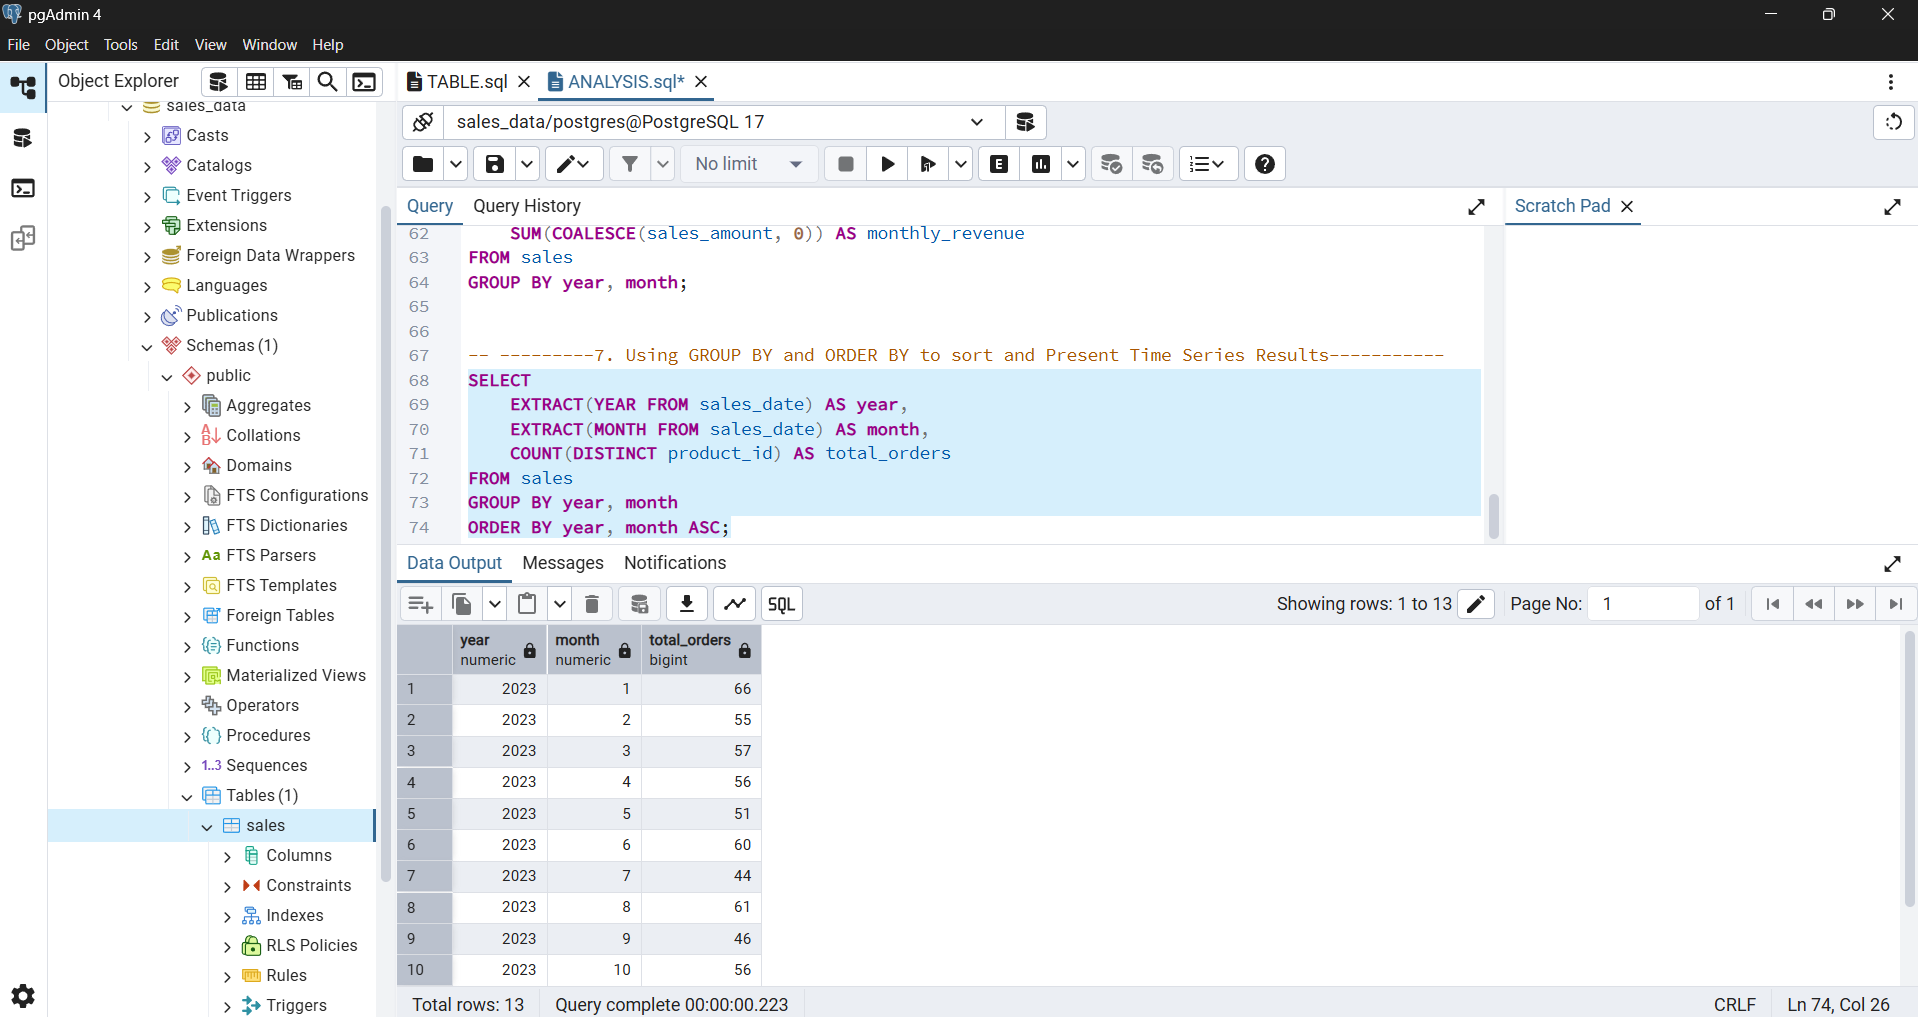 pgAdmin 4
File Object Tools Edit View Window Help
Object Explorer
TABLE.sql
ANALYSIS.sql*
sales_data
Casts
Catalogs
Event Triggers
Extensions
Foreign Data Wrappers
Languages
Publications
Schemas (1)
public
Aggregates
Collations
Domains
FTS Configurations
FTS Dictionaries
Aa FTS Parsers
FTS Templates
Foreign Tables
Functions
Materialized Views
Operators
Procedures
1..3 Sequences
Tables (1)
sales
Columns
Constraints
Indexes
RLS Policies
Rules
Triggers
sales_data/postgres@PostgreSQL 17
No limit
E
Query Query History
Scratch Pad
62 SUM(COALESCE(sales_amount, 0)) AS monthly_revenue
63 FROM sales
64 GROUP BY year, month;
65
66
67 -- ---------7. Using GROUP BY and ORDER BY to sort and Present Time Series Results-----------
68 SELECT
69 EXTRACT(YEAR FROM sales_date) AS year,
70 EXTRACT(MONTH FROM sales_date) AS month,
71 COUNT(DISTINCT product_id) AS total_orders
72 FROM sales
73 GROUP BY year, month
74 ORDER BY year, month ASC;
Data Output Messages Notifications
SQL
Showing rows: 1 to 13
Page No: 1 of 1
year numeric month numeric total_orders bigint
1 2023 1 66
2 2023 2 55
3 2023 3 57
4 2023 4 56
5 2023 5 51
6 2023 6 60
7 2023 7 44
8 2023 8 61
9 2023 9 46
10 2023 10 56
Total rows: 13 Query complete 00:00:00.223
CRLF Ln 74, Col 26